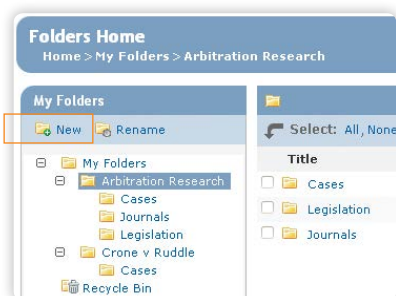 Folders Home
Home > My Folders > Arbitration Research
My Folders
New Rename
My Folders
Arbitration Research
Cases
Journals
Legislation
Crone v Ruddle
Cases
Recycle Bin
Select: All, None
Title
Cases
Legislation
Journals